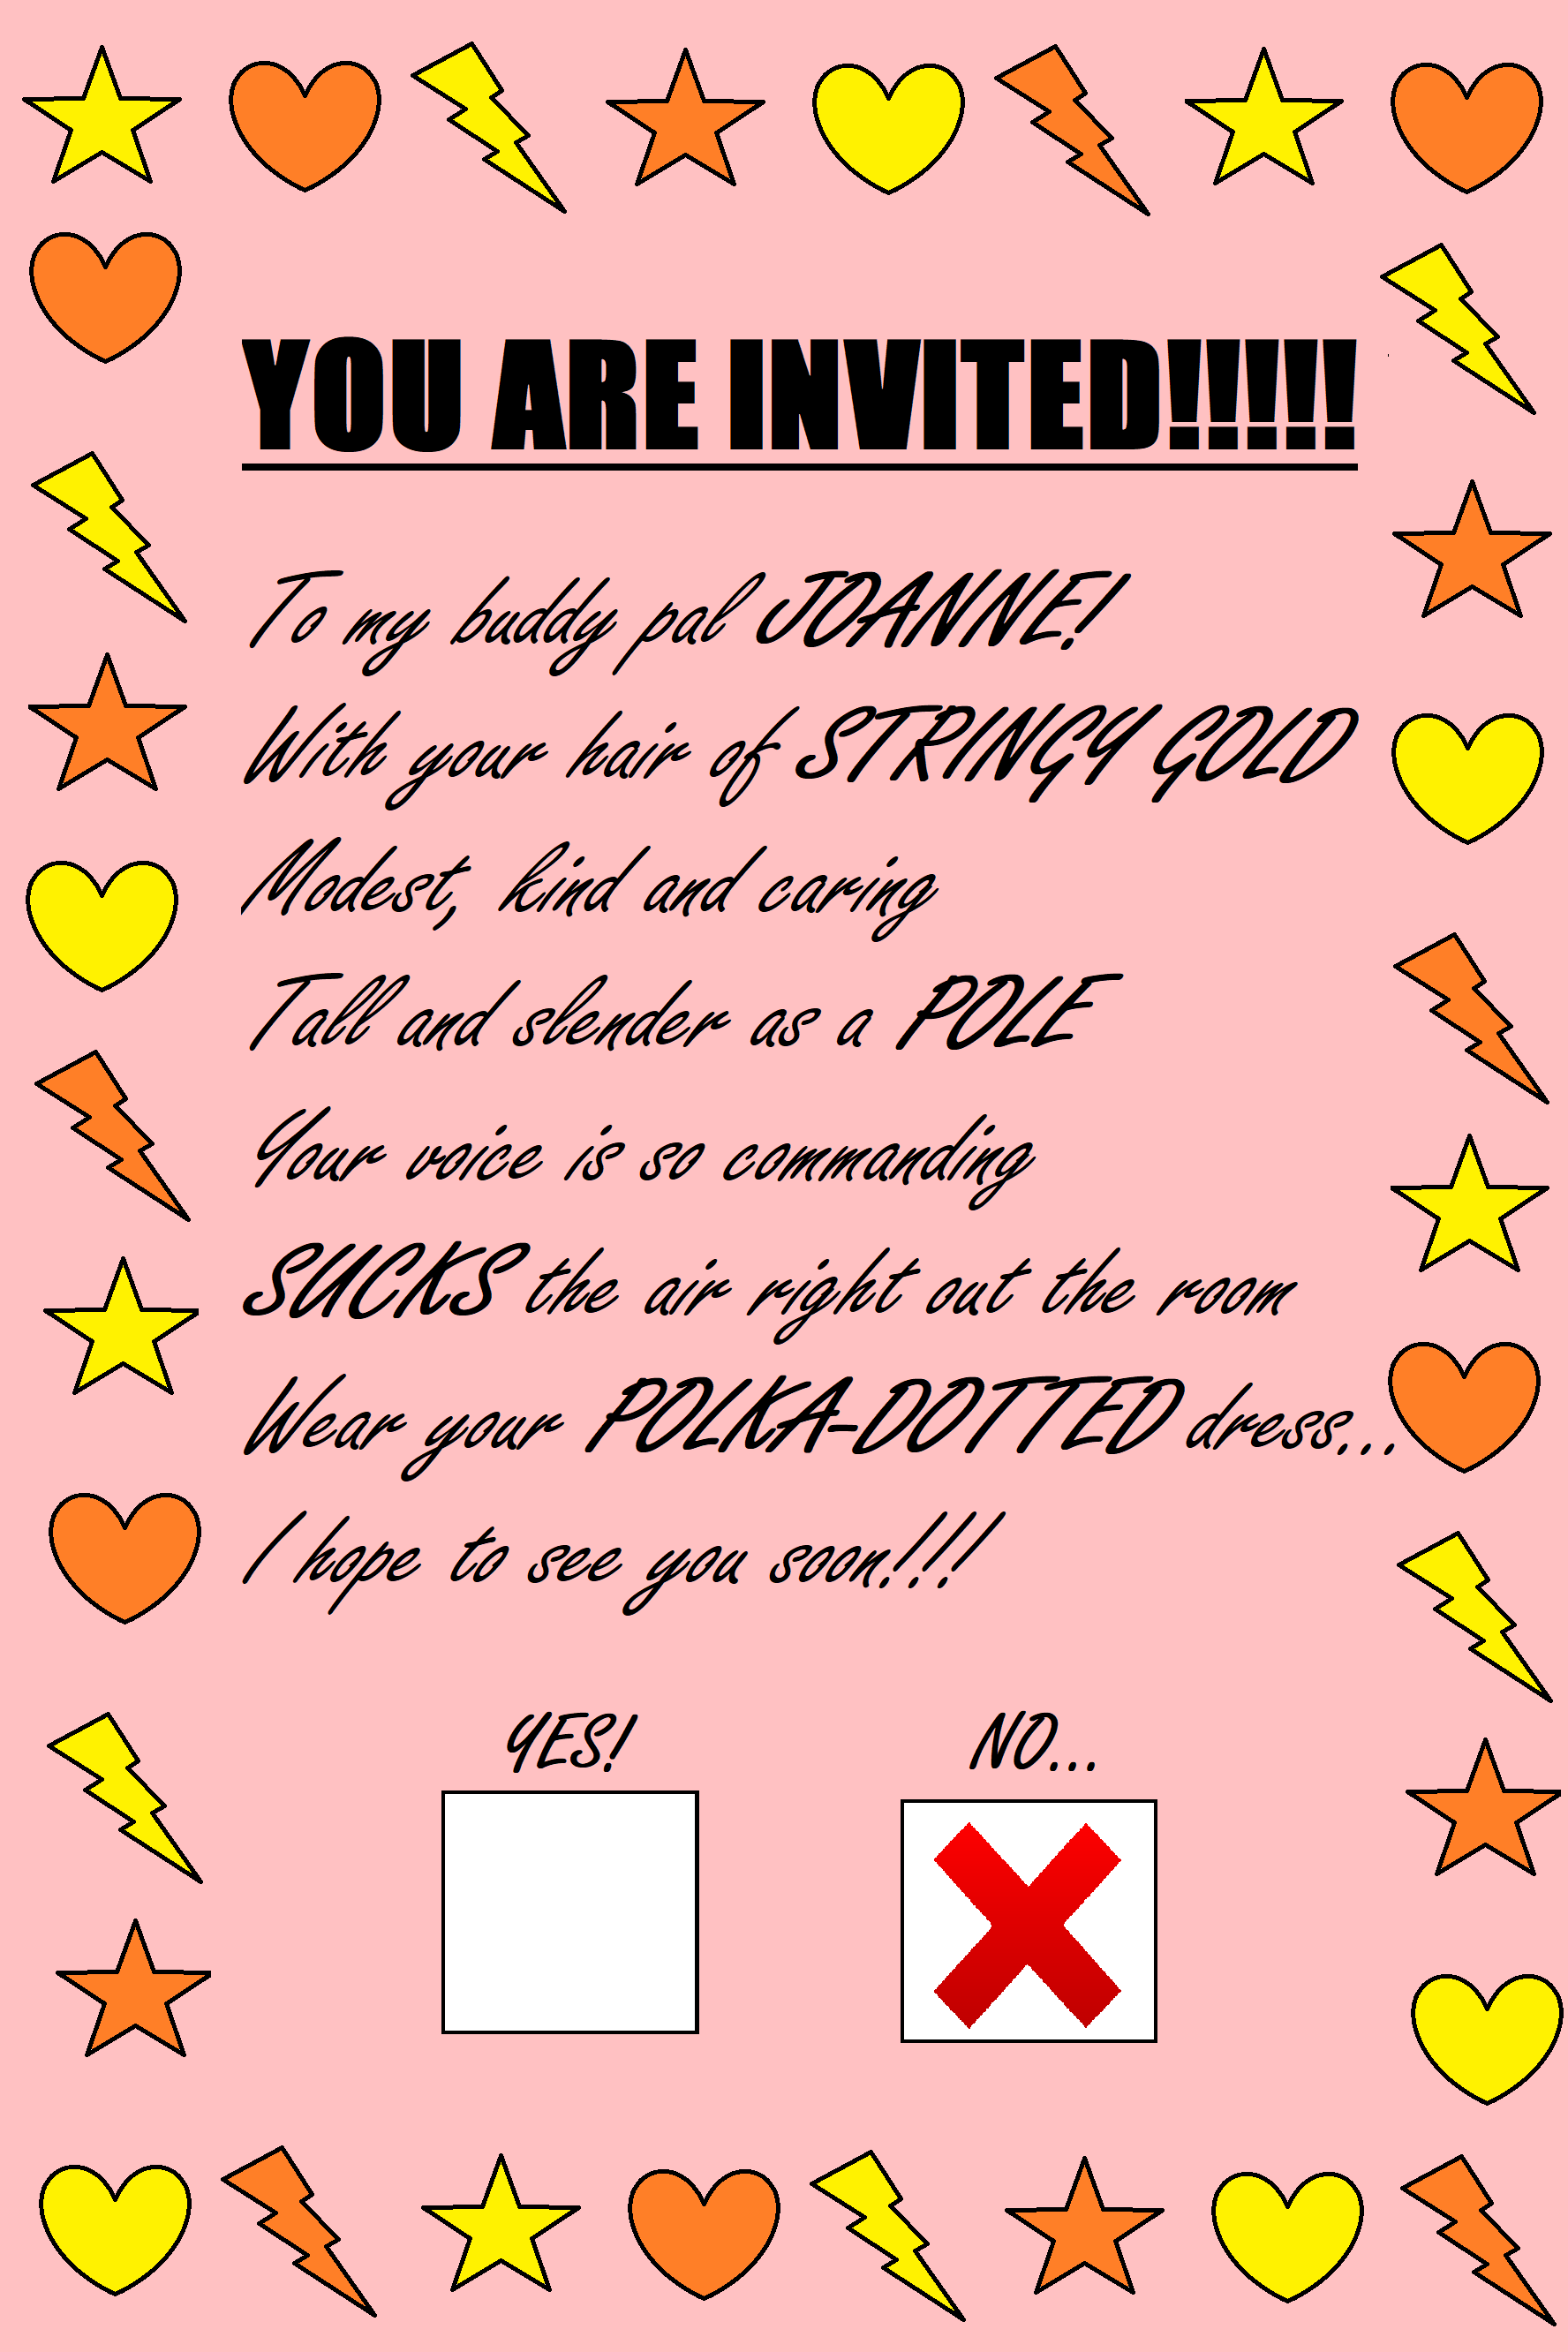 YOU ARE INVITED!!!!!
To my buddy pal JOANNE!
With your hair of STRINGY GOLD
Modest, kind and caring
Tall and slender as a POLE
Your voice is so commanding
SUCKS the air right out the room
Wear your POLKA-DOTTED dress...
I hope to see you soon!!!
YES! NO...